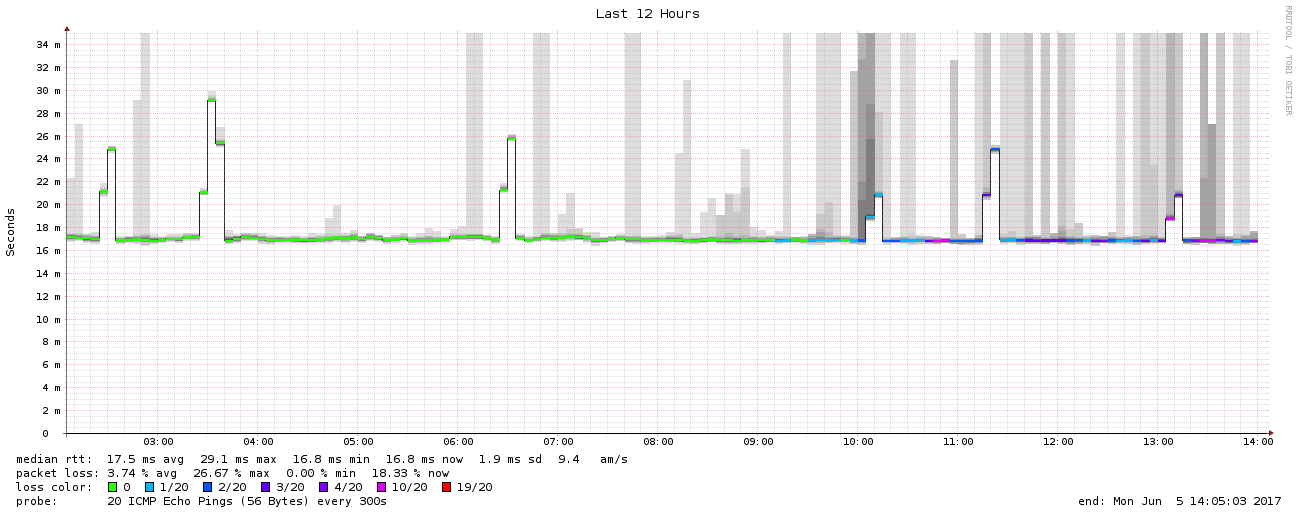 Last 12 Hours
RRDTOOL / TOBI OETIKER
Seconds
34 m
32 m
30 m
28 m
26 m
24 m
22 m
20 m
18 m
16 m
14 m
12 m
10 m
8 m
6 m
4 m
2 m
0
03:00 04:00 05:00 06:00 07:00 08:00 09:00 10:00 11:00 12:00 13:00 14:00
median rtt: 17.5 ms avg 29.1 ms max 16.8 ms min 16.8 ms now 1.9 ms sd 9.4 am/s
packet loss: 3.74 % avg 26.67 % max 0.00 % min 18.33 % now
loss color: 0 1/20 2/20 3/20 4/20 10/20 19/20
probe: 20 ICMP Echo Pings (56 Bytes) every 300s end: Mon Jun 5 14:05:03 2017